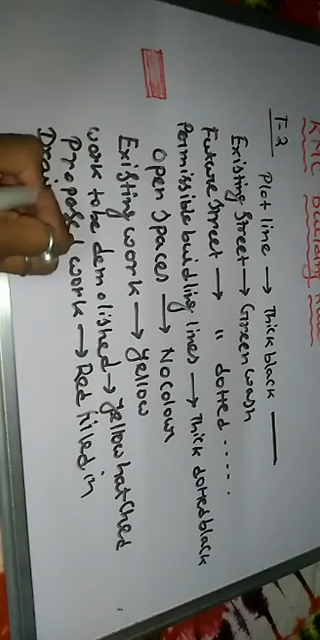 KMC Building Rule
T-2
Plot line → Thick black ———
Existing Street → Green wash
Future Street → " dotted .....
Permissible buidling lines → Thick dotted black
Open Spaces → No colour
Existing work → Yellow
work to be demolished → Yellow hatched
Proposed work → Red filled in